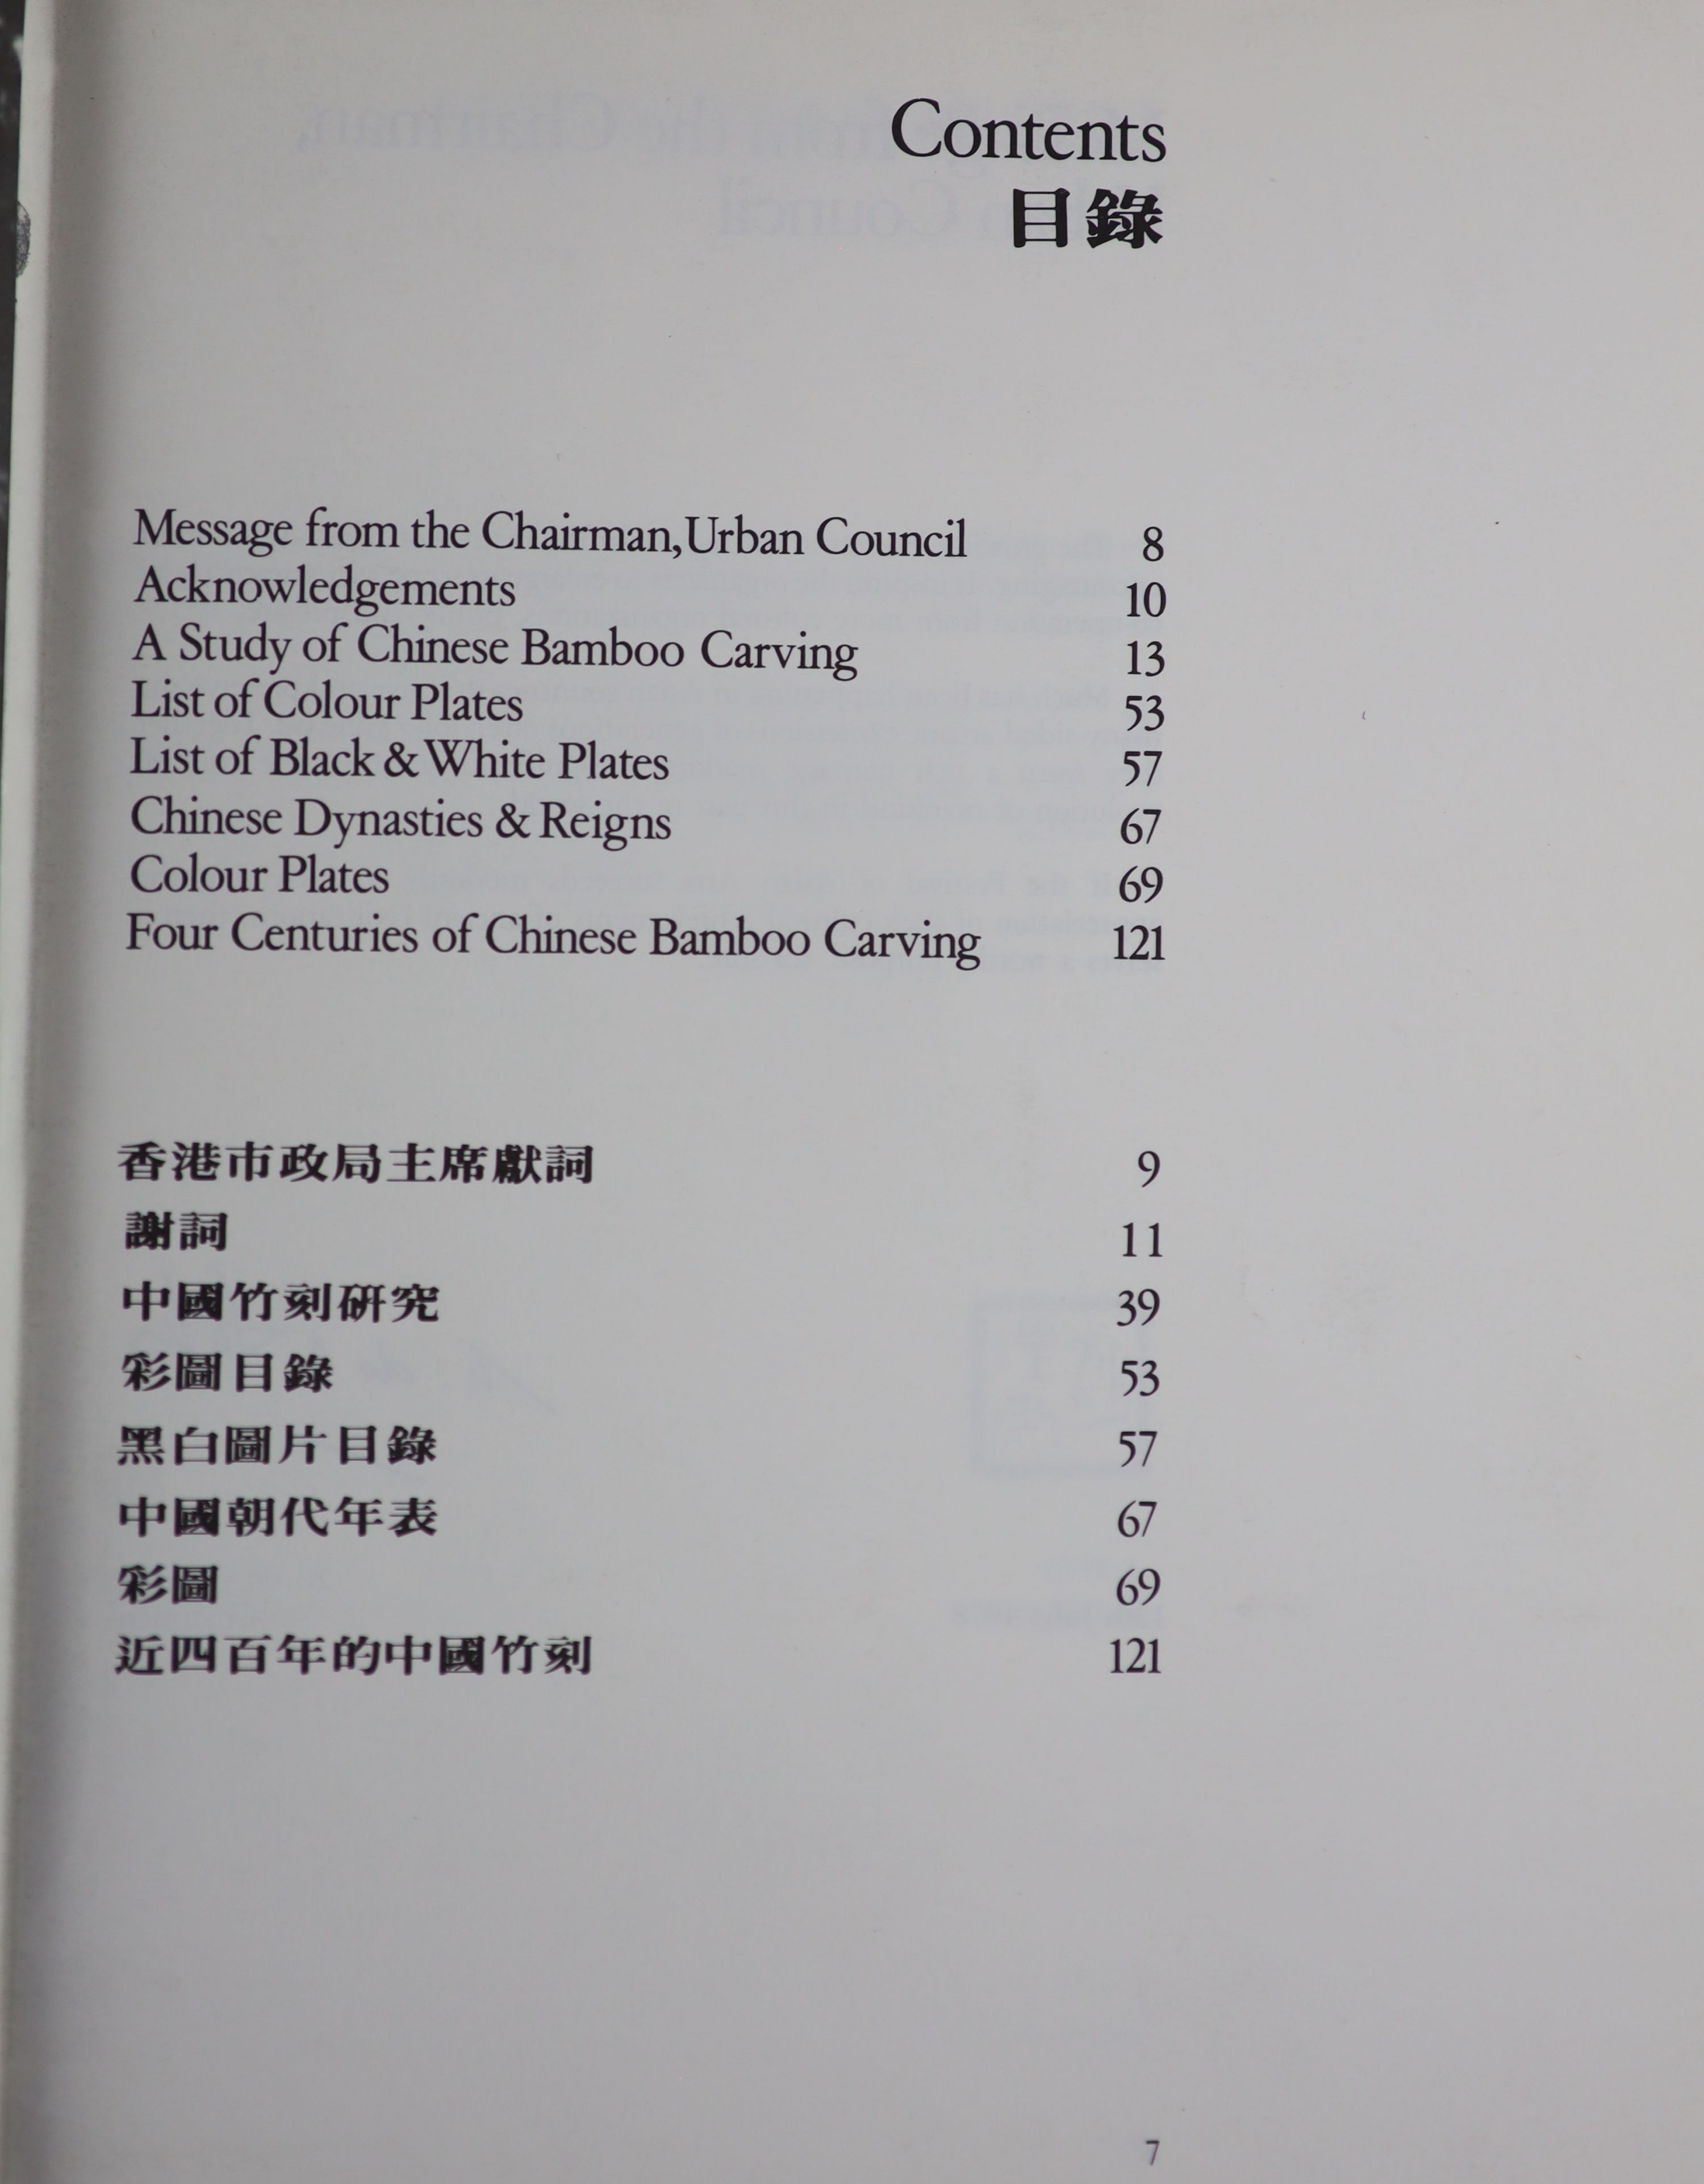 Contents
目錄
Message from the Chairman, Urban Council 8
Acknowledgements 10
A Study of Chinese Bamboo Carving 13
List of Colour Plates 53
List of Black & White Plates 57
Chinese Dynasties & Reigns 67
Colour Plates 69
Four Centuries of Chinese Bamboo Carving 121
香港市政局主席獻詞 9
謝詞 11
中國竹刻研究 39
彩圖目錄 53
黑白圖片目錄 57
中國朝代年表 67
彩圖 69
近四百年的中國竹刻 121
7